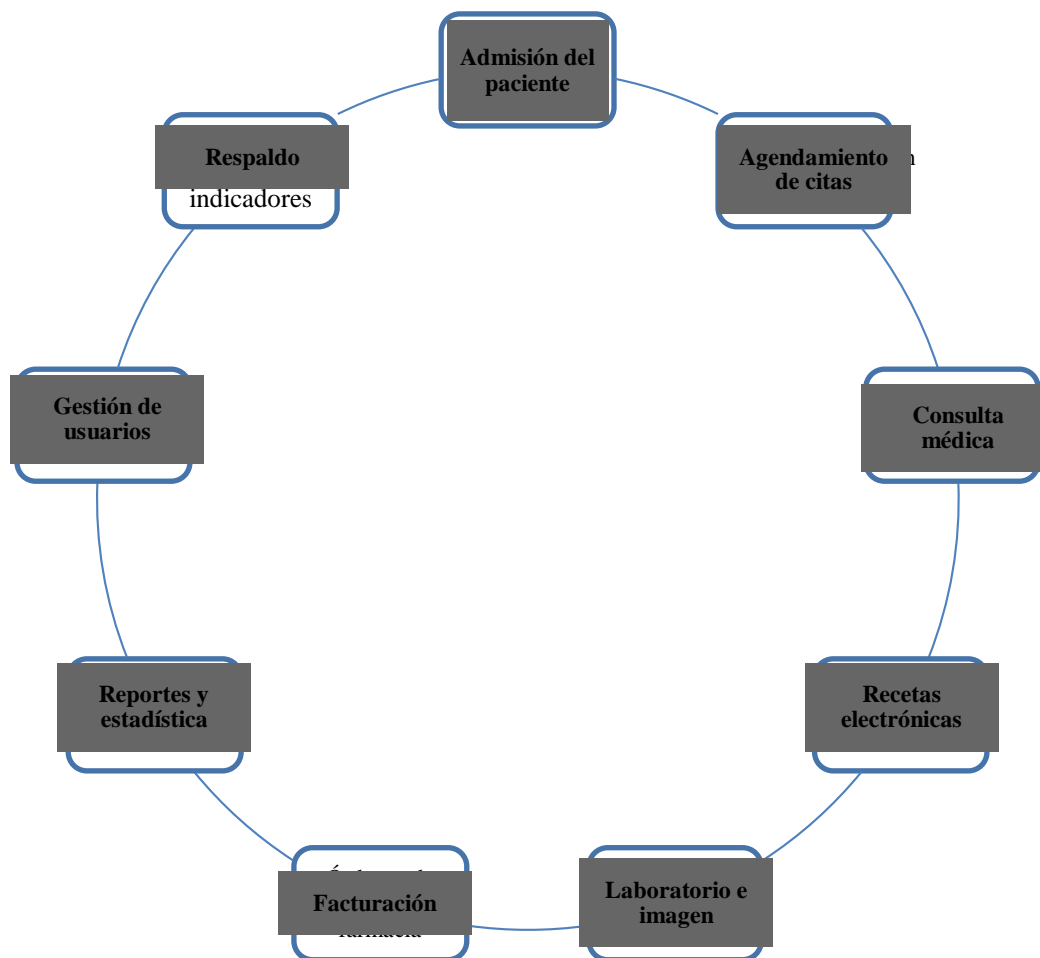 Admisión del
paciente
Agendamiento
de citas
Consulta
médica
Recetas
electrónicas
Laboratorio e
imagen
Facturación
Reportes y
estadística
Gestión de
usuarios
Respaldo
indicadores